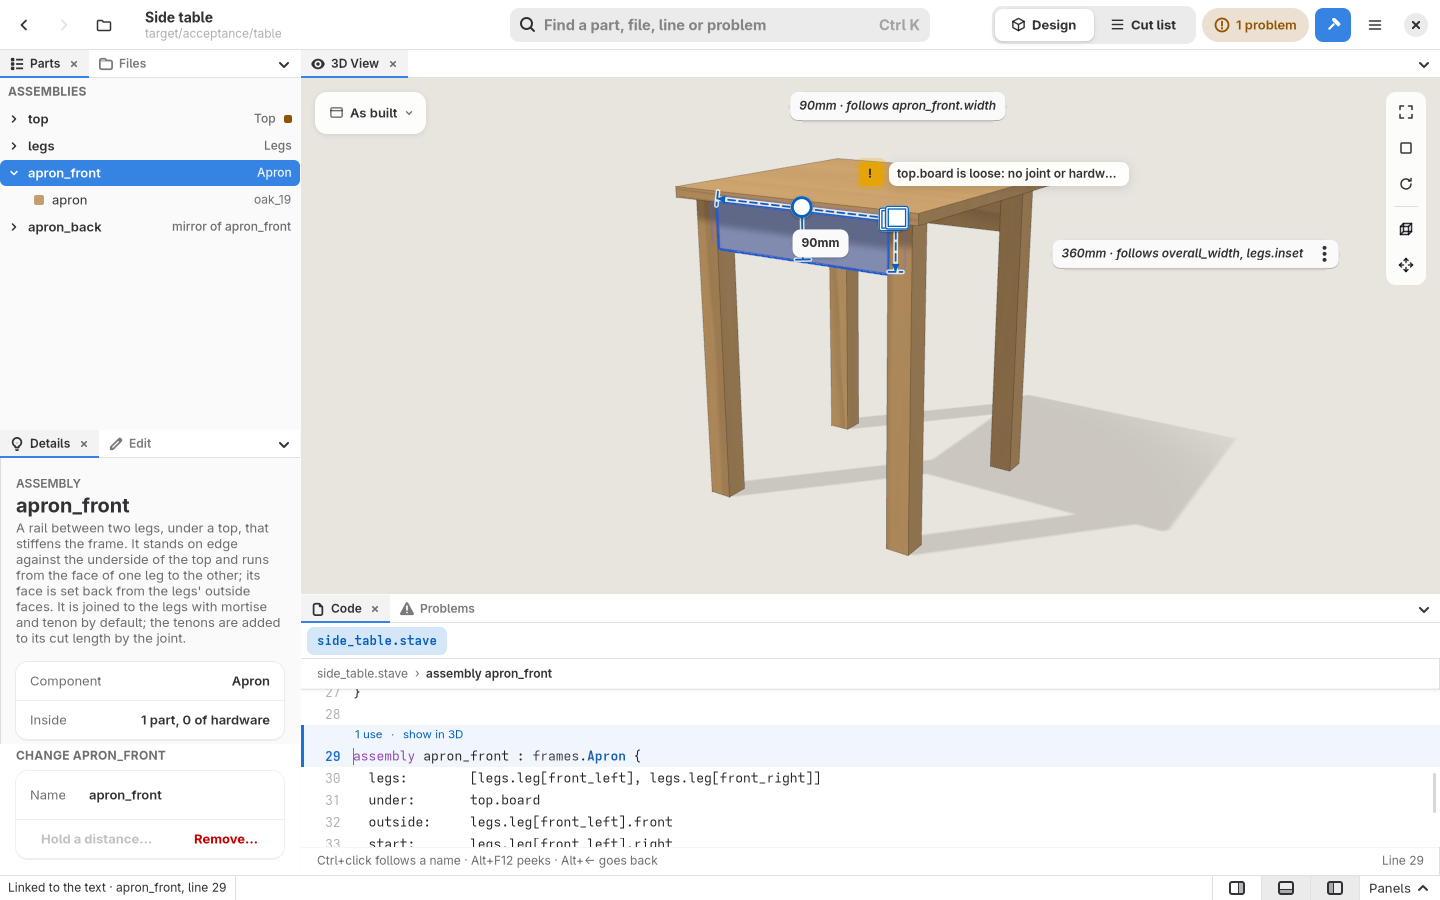 Side table
target/acceptance/table
Find a part, file, line or problem
Ctrl K
Design
Cut list
1 problem
Parts
Files
ASSEMBLIES
top
Top
legs
Legs
apron_front
Apron
apron
oak_19
apron_back
mirror of apron_front
3D View
As built
90mm · follows apron_front.width
!
top.board is loose: no joint or hardw...
90mm
360mm · follows overall_width, legs.inset
Details
Edit
ASSEMBLY
apron_front
A rail between two legs, under a top, that
stiffens the frame. It stands on edge
against the underside of the top and runs
from the face of one leg to the other; its
face is set back from the legs' outside
faces. It is joined to the legs with mortise
and tenon by default; the tenons are added
to its cut length by the joint.
Component
Apron
Inside
1 part, 0 of hardware
CHANGE APRON_FRONT
Name
apron_front
Hold a distance...
Remove...
Code
Problems
side_table.stave
side_table.stave › assembly apron_front
27 }
28
1 use · show in 3D
29 assembly apron_front : frames.Apron {
30 legs: [legs.leg[front_left], legs.leg[front_right]]
31 under: top.board
32 outside: legs.leg[front_left].front
33 start: legs.leg[front_left].right
Ctrl+click follows a name · Alt+F12 peeks · Alt+← goes back
Line 29
Linked to the text · apron_front, line 29
Panels